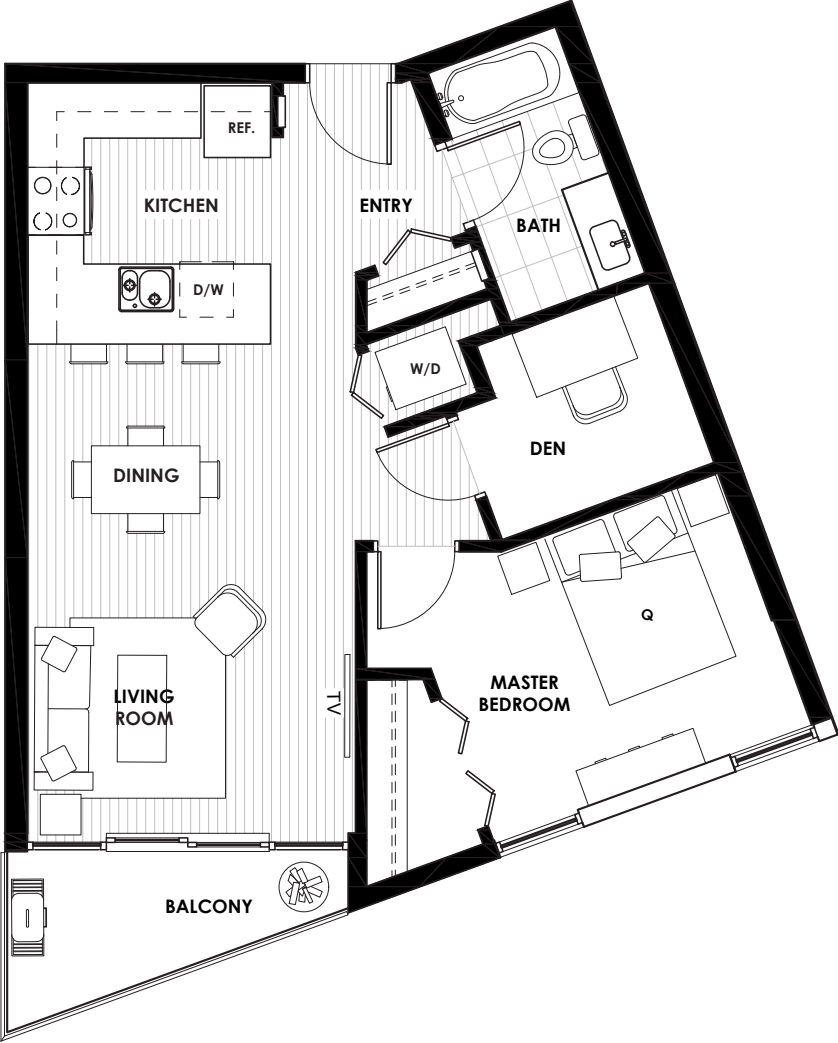 REF.
KITCHEN
ENTRY
BATH
D/W
W/D
DEN
DINING
Q
LIVING
ROOM
TV
MASTER
BEDROOM
BALCONY